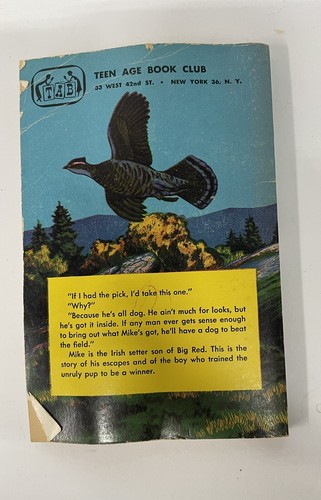 TAB
TEEN AGE BOOK CLUB
33 WEST 42nd ST. • NEW YORK 36, N. Y.
"If I had the pick, I'd take this one."
"Why?"
"Because he's all dog. He ain't much for looks, but
he's got it inside. If any man ever gets sense enough
to bring out what Mike's got, he'll have a dog to beat
the field."
Mike is the Irish setter son of Big Red. This is the
story of his escapes and of the boy who trained the
unruly pup to be a winner.